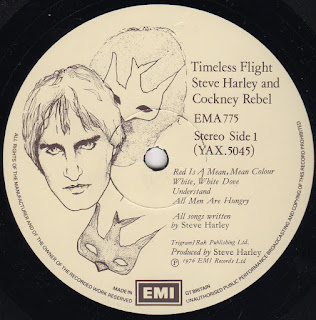 Timeless Flight
Steve Harley and
Cockney Rebel
EMA 775
Stereo Side 1
(YAX.5045)
Red Is A Mean, Mean Colour
White, White Dove
Understand
All Men Are Hungry
All songs written
by Steve Harley
Trigram/Rak Publishing Ltd.
Produced by Steve Harley
℗ 1976 EMI Records Ltd
ALL RIGHTS OF THE MANUFACTURER AND OF THE OWNER OF THE RECORDED WORK RESERVED
UNAUTHORISED PUBLIC PERFORMANCE BROADCASTING AND COPYING OF THIS RECORD PROHIBITED
MADE IN
EMI
GT BRITAIN